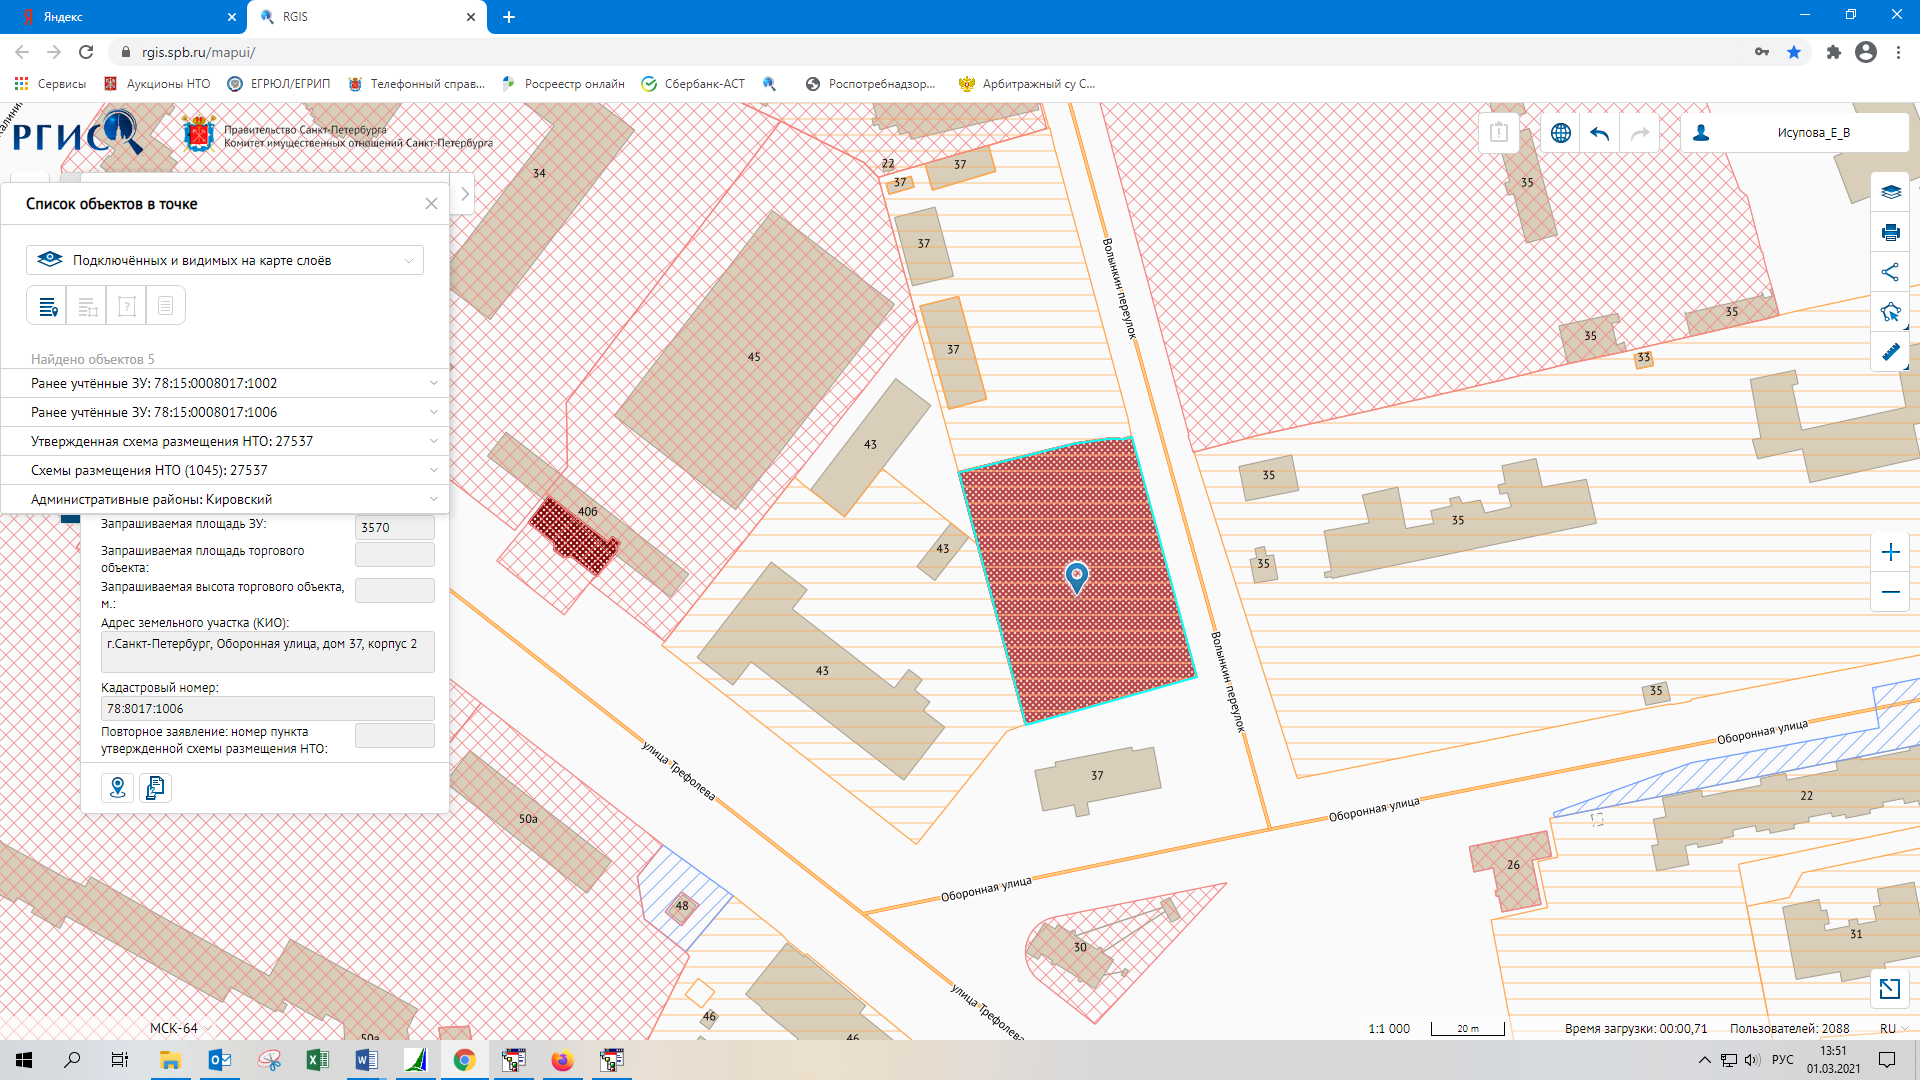 Яндекс
RGIS
rgis.spb.ru/mapui/
Сервисы
Аукционы НТО
ЕГРЮЛ/ЕГРИП
Телефонный справ...
Росреестр онлайн
Сбербанк-АСТ
Роспотребнадзор...
Арбитражный су С...
РГИС
Правительство Санкт-Петербурга
Комитет имущественных отношений Санкт-Петербурга
Исупова_Е_В
Список объектов в точке
Подключённых и видимых на карте слоёв
Найдено объектов 5
Ранее учтённые ЗУ: 78:15:0008017:1002
Ранее учтённые ЗУ: 78:15:0008017:1006
Утвержденная схема размещения НТО: 27537
Схемы размещения НТО (1045): 27537
Административные районы: Кировский
Запрашиваемая площадь ЗУ:
3570
Запрашиваемая площадь торгового
объекта:
Запрашиваемая высота торгового объекта,
м.:
Адрес земельного участка (КИО):
г.Санкт-Петербург, Оборонная улица, дом 37, корпус 2
Кадастровый номер:
78:8017:1006
Повторное заявление: номер пункта
утвержденной схемы размещения НТО:
34
22
37
37
37
37
45
43
43
43
406
37
35
35
35
33
35
35
35
35
22
26
31
30
48
50а
50а
46
46
Волынкин переулок
Волынкин переулок
улица Трефолева
улица Трефолева
Оборонная улица
Оборонная улица
Оборонная улица
МСК-64
1:1 000
20 m
Время загрузки: 00:00,71
Пользователей: 2088
RU
РУС
13:51
01.03.2021